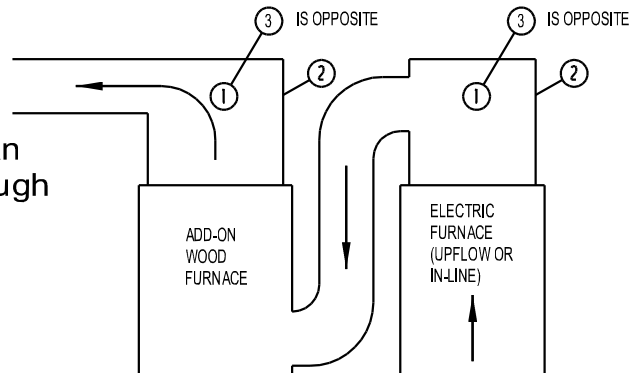 3 IS OPPOSITE
3 IS OPPOSITE
1 2
1 2
ough
ADD-ON
WOOD
FURNACE
ELECTRIC
FURNACE
(UPFLOW OR
IN-LINE)